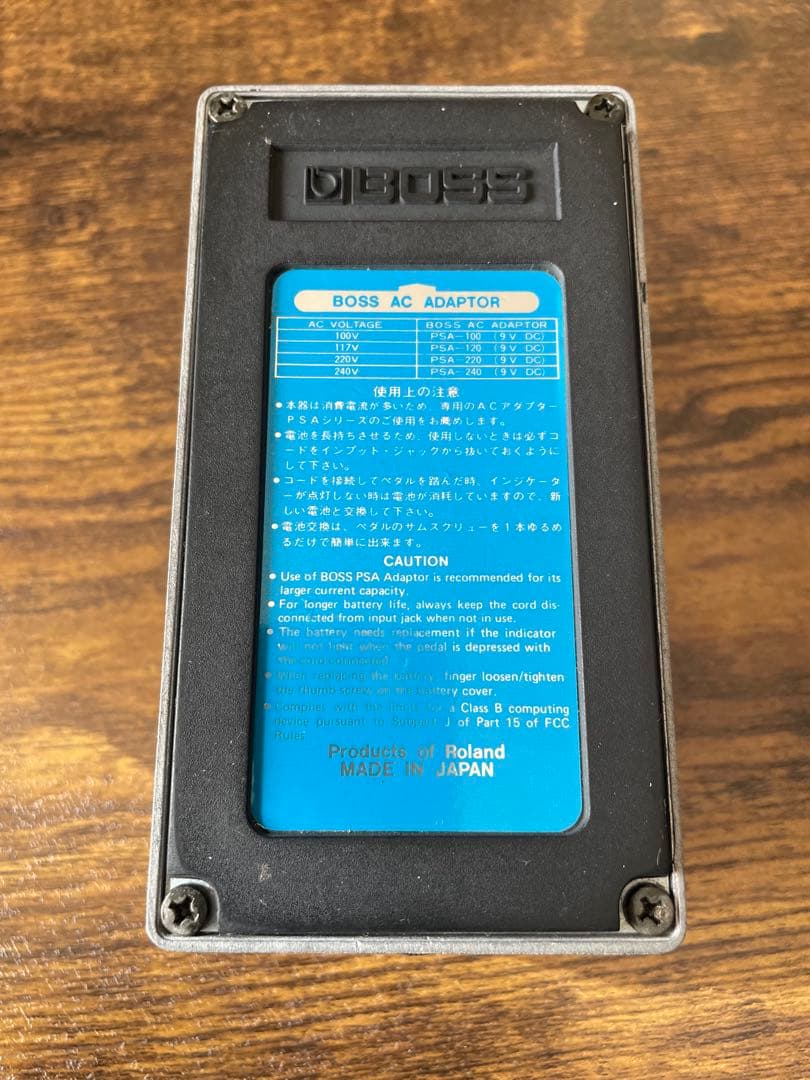 BOSS
BOSS AC ADAPTOR
AC VOLTAGE BOSS AC ADAPTOR
100V PSA-100 (9V DC)
117V PSA-120 (9V DC)
220V PSA-220 (9V DC)
240V PSA-240 (9V DC)
使用上の注意
●本器は消費電流が多いため、専用のACアダプター
PSAシリーズのご使用をお薦めします。
●電池を長持ちさせるため、使用しないときは必ずコ
ードをインプット・ジャックから抜いておくように
して下さい。
●コードを接続してペダルを踏んだ時、インジケータ
ーが点灯しない時は電池が消耗していますので、新
しい電池と交換して下さい。
●電池交換は、ペダルのサムスクリューを1本ゆるめ
るだけで簡単に出来ます。
CAUTION
● Use of BOSS PSA Adaptor is recommended for its
larger current capacity.
● For longer battery life, always keep the cord dis-
connected from input jack when not in use.
● The battery needs replacement if the indicator
will not light when the pedal is depressed with
the cord connected.
● When replacing the battery, finger loosen/tighten
the thumb screw on the battery cover.
● Complies with the limits for a Class B computing
device pursuant to Subpart J of Part 15 of FCC
Rules.
Products of Roland
MADE IN JAPAN